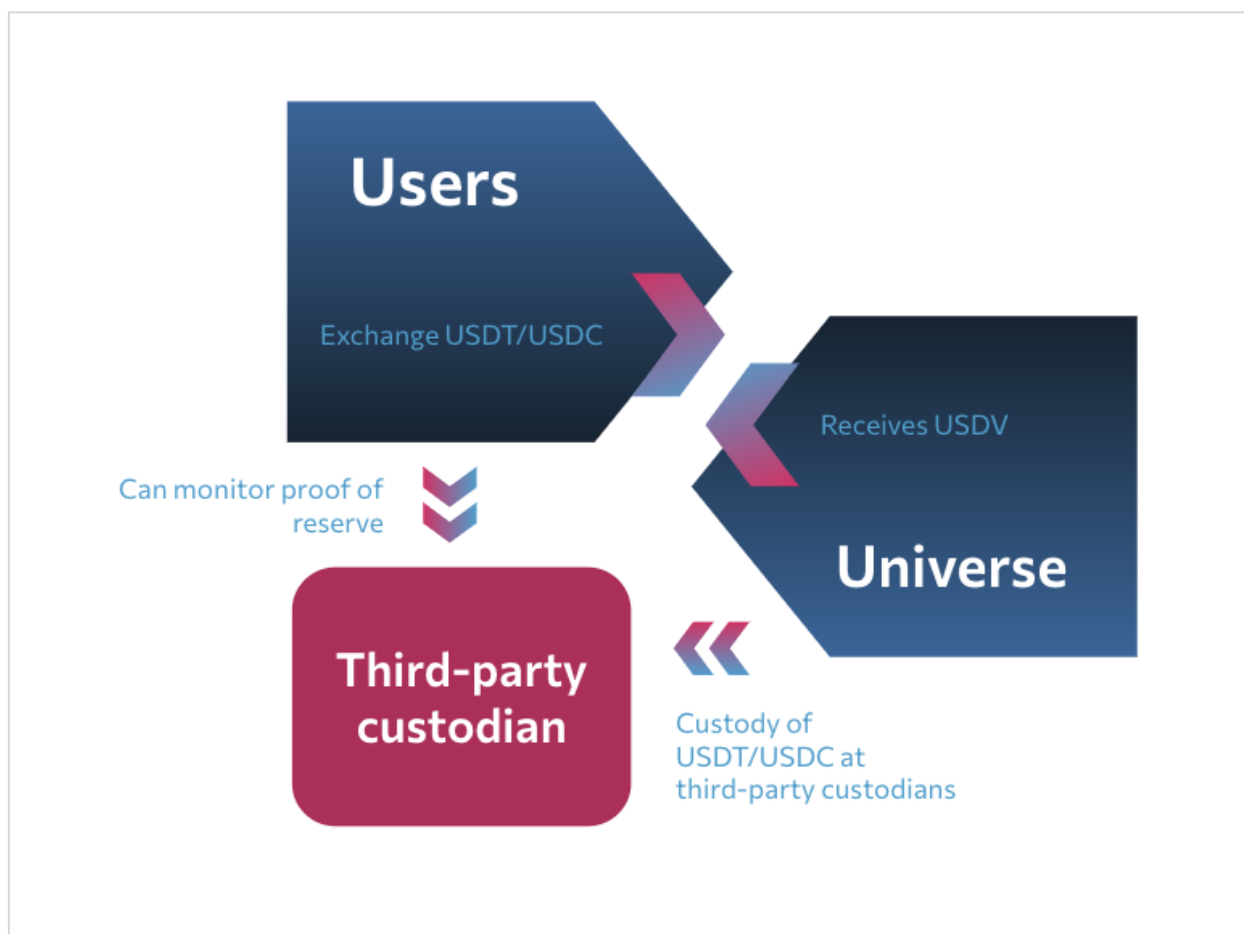 Users
Exchange USDT/USDC
Receives USDV
Universe
Can monitor proof of
reserve
Third-party
custodian
Custody of
USDT/USDC at
third-party custodians